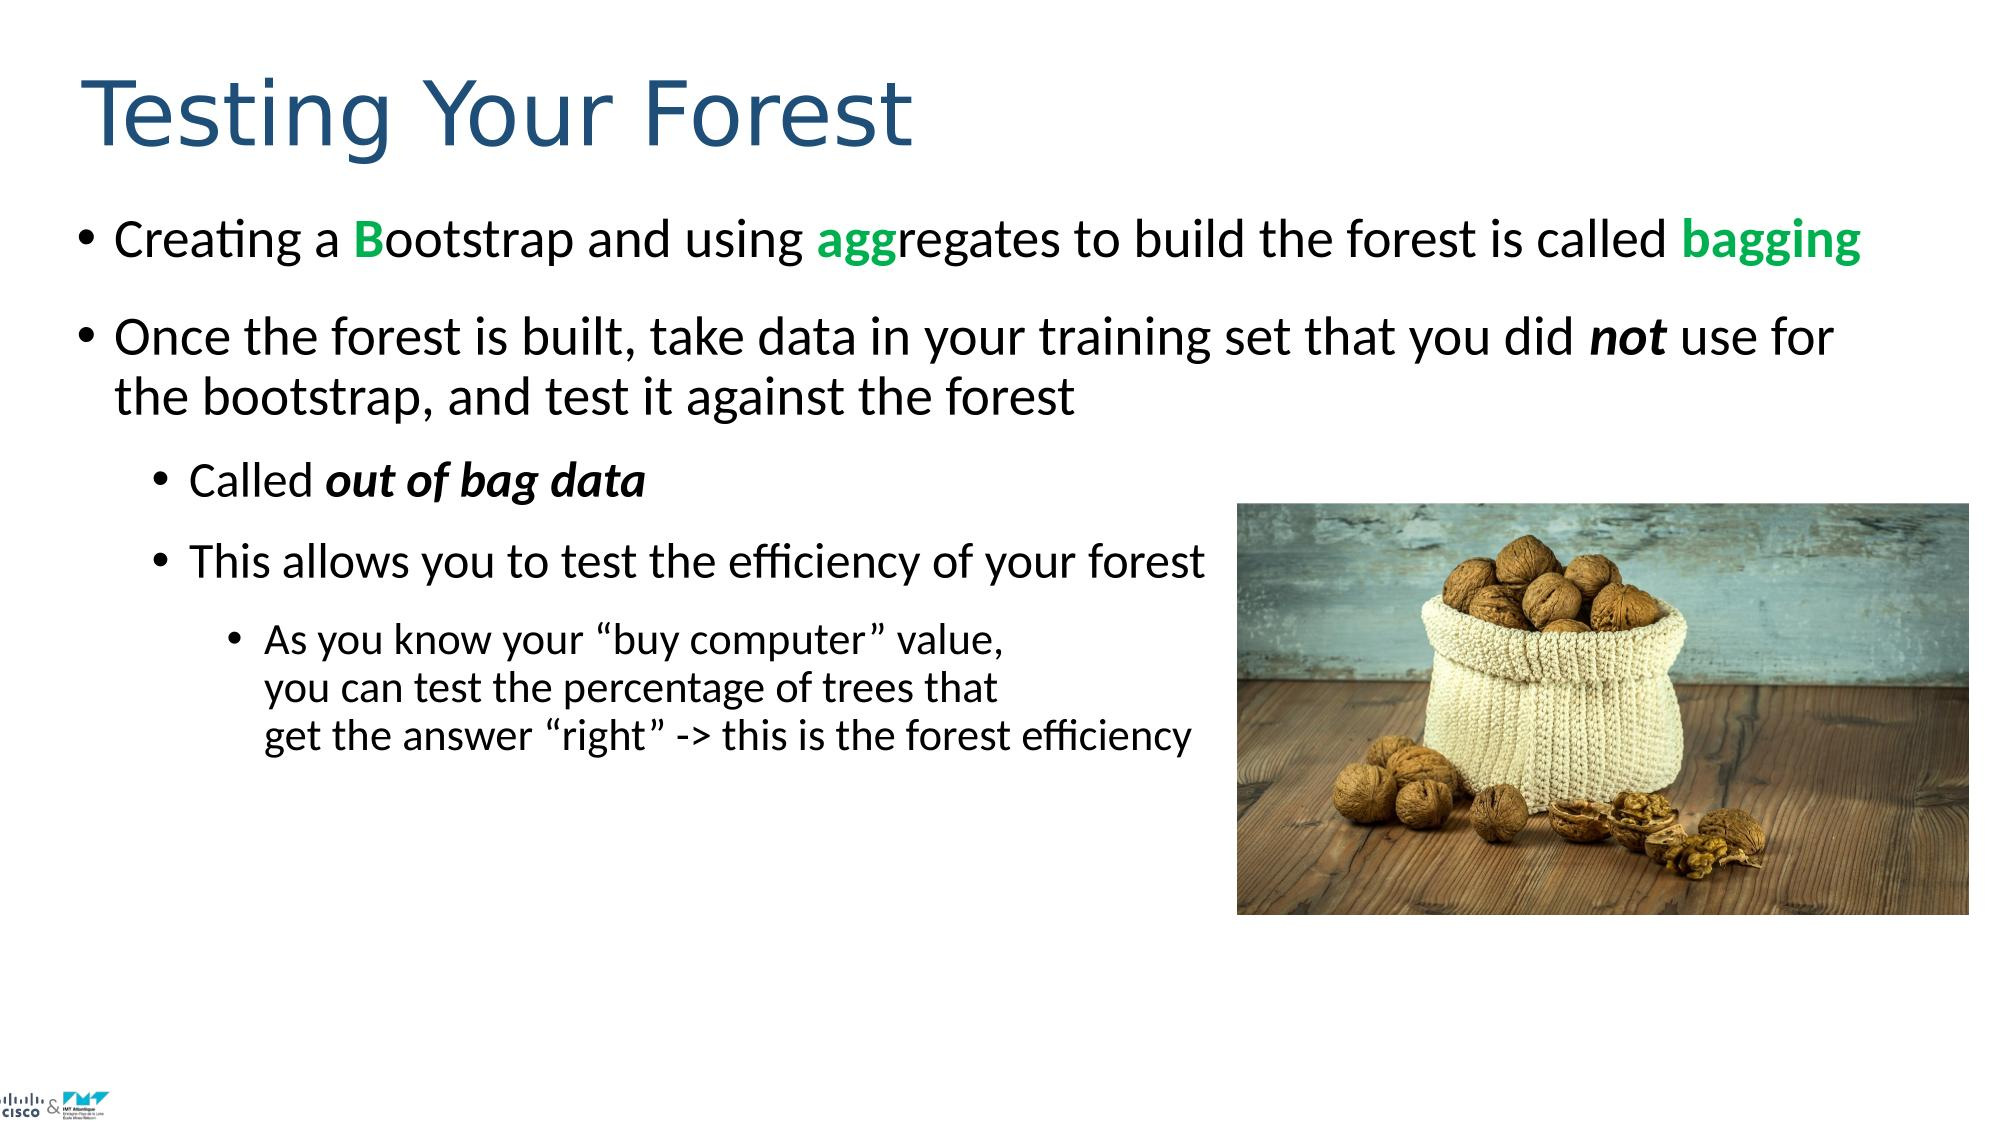 Testing Your Forest
• Creating a Bootstrap and using aggregates to build the forest is called bagging
• Once the forest is built, take data in your training set that you did not use for
the bootstrap, and test it against the forest
• Called out of bag data
• This allows you to test the efficiency of your forest
• As you know your “buy computer” value,
you can test the percentage of trees that
get the answer “right” -> this is the forest efficiency
CISCO & IMT Atlantique